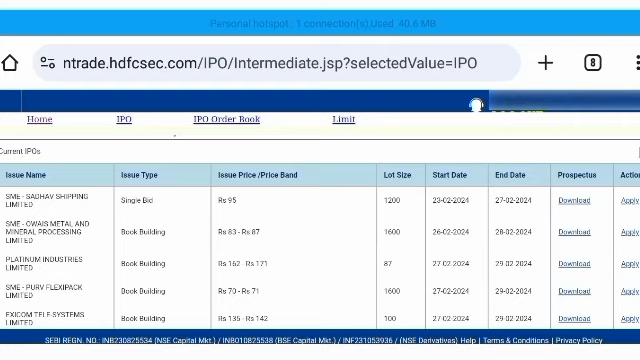 Personal hotspot : 1 connection(s).Used 40.6 MB
ntrade.hdfcsec.com/IPO/Intermediate.jsp?selectedValue=IPO
8
Home IPO IPO Order Book Limit
Current IPOs
Issue Name Issue Type Issue Price /Price Band Lot Size Start Date End Date Prospectus Action
SME - SADHAV SHIPPING LIMITED Single Bid Rs 95 1200 23-02-2024 27-02-2024 Download Apply
SME - OWAIS METAL AND MINERAL PROCESSING LIMITED Book Building Rs 83 - Rs 87 1600 26-02-2024 28-02-2024 Download Apply
PLATINUM INDUSTRIES LIMITED Book Building Rs 162 - Rs 171 87 27-02-2024 29-02-2024 Download Apply
SME - PURV FLEXIPACK LIMITED Book Building Rs 70 - Rs 71 1600 27-02-2024 29-02-2024 Download Apply
EXICOM TELE-SYSTEMS LIMITED Book Building Rs 135 - Rs 142 100 27-02-2024 29-02-2024 Download Apply
SEBI REGN. NO.: INB230825534 (NSE Capital Mkt.) / INB010825538 (BSE Capital Mkt.) / INF231053936 / (NSE Derivatives) Help | Terms & Conditions | Privacy Policy